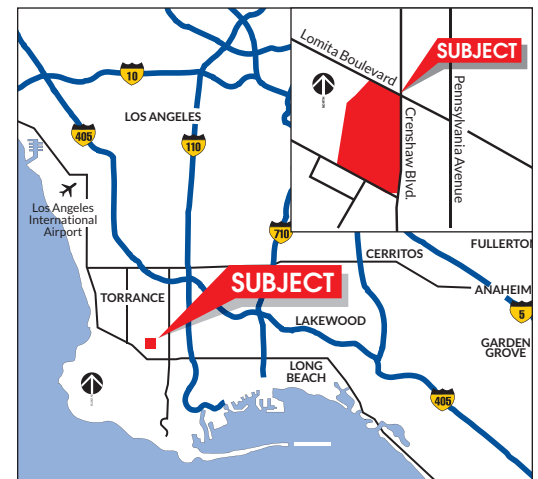 10
LOS ANGELES
405
110
Los Angeles
International
Airport
710
CERRITOS
FULLERTO
ANAHEIM
SUBJECT
TORRANCE
LAKEWOOD
5
GARDEN
GROVE
LONG
BEACH
405
Lomita Boulevard
SUBJECT
Crenshaw Blvd.
Pennsylvania Avenue